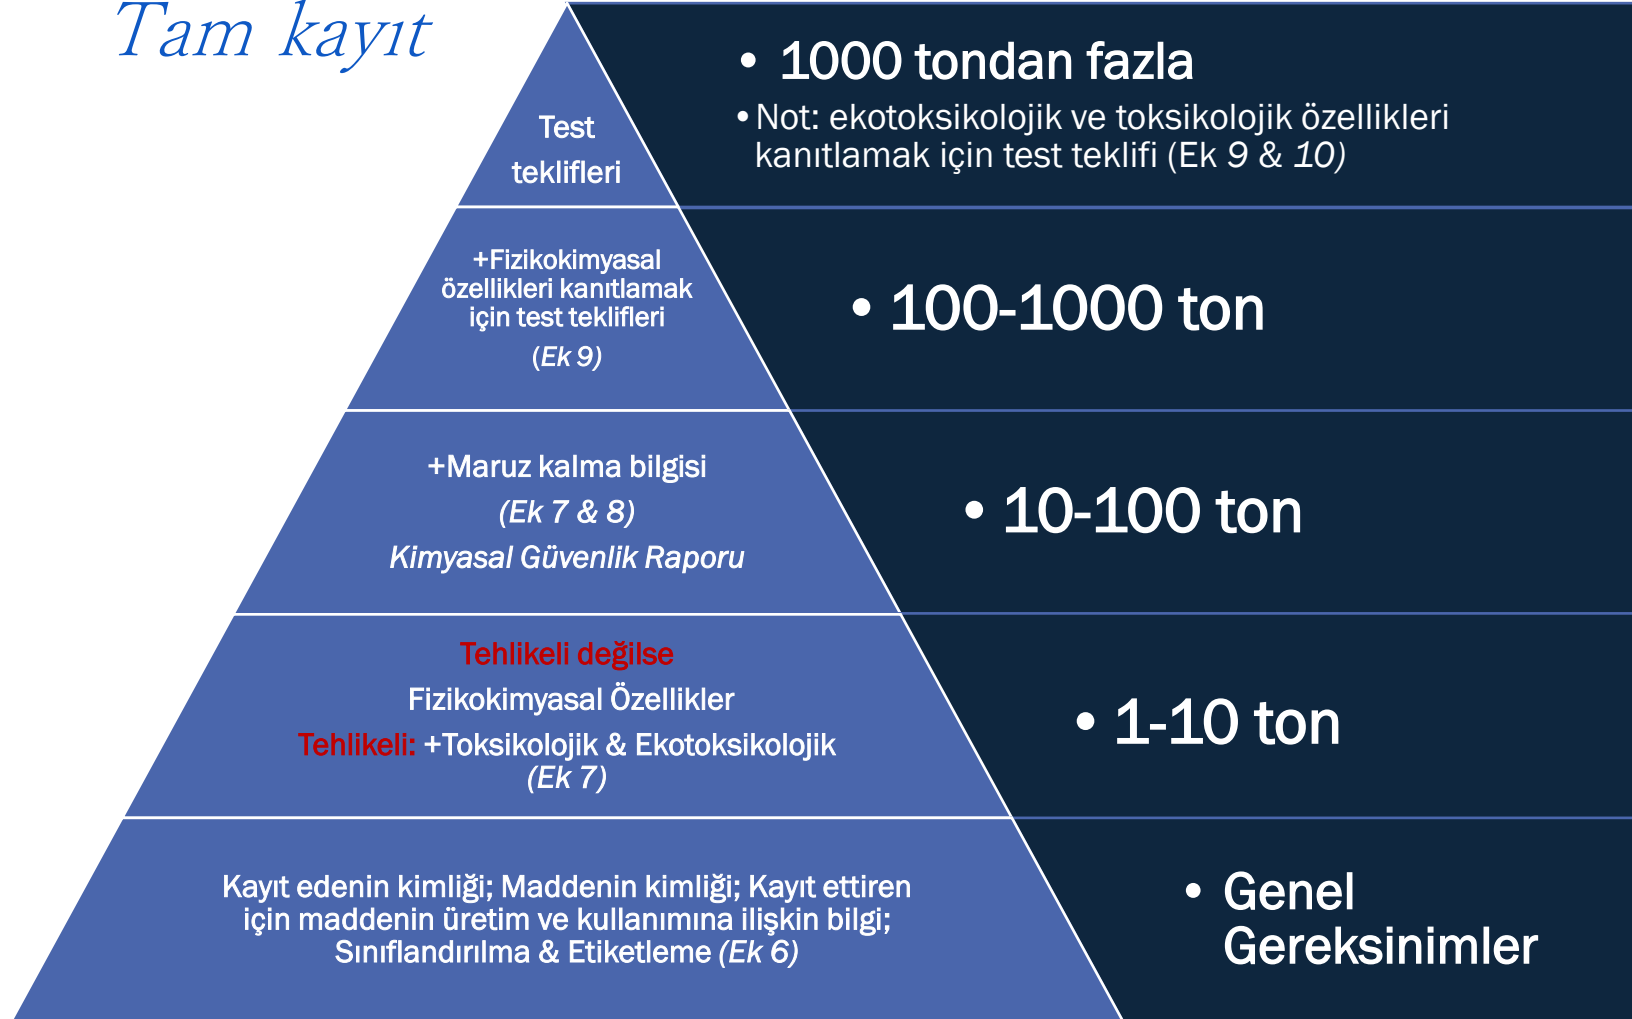 Tam kayıt
Test
teklifleri
• 1000 tondan fazla
•Not: ekotoksikolojik ve toksikolojik özellikleri
kanıtlamak için test teklifi (Ek 9 & 10)
+Fizikokimyasal
özellikleri kanıtlamak
için test teklifleri
(Ek 9)
• 100-1000 ton
+Maruz kalma bilgisi
(Ek 7 & 8)
Kimyasal Güvenlik Raporu
• 10-100 ton
Tehlikeli değilse
Fizikokimyasal Özellikler
Tehlikeli: +Toksikolojik & Ekotoksikolojik
(Ek 7)
• 1-10 ton
Kayıt edenin kimliği; Maddenin kimliği; Kayıt ettiren
için maddenin üretim ve kullanımına ilişkin bilgi;
Sınıflandırılma & Etiketleme (Ek 6)
• Genel
Gereksinimler